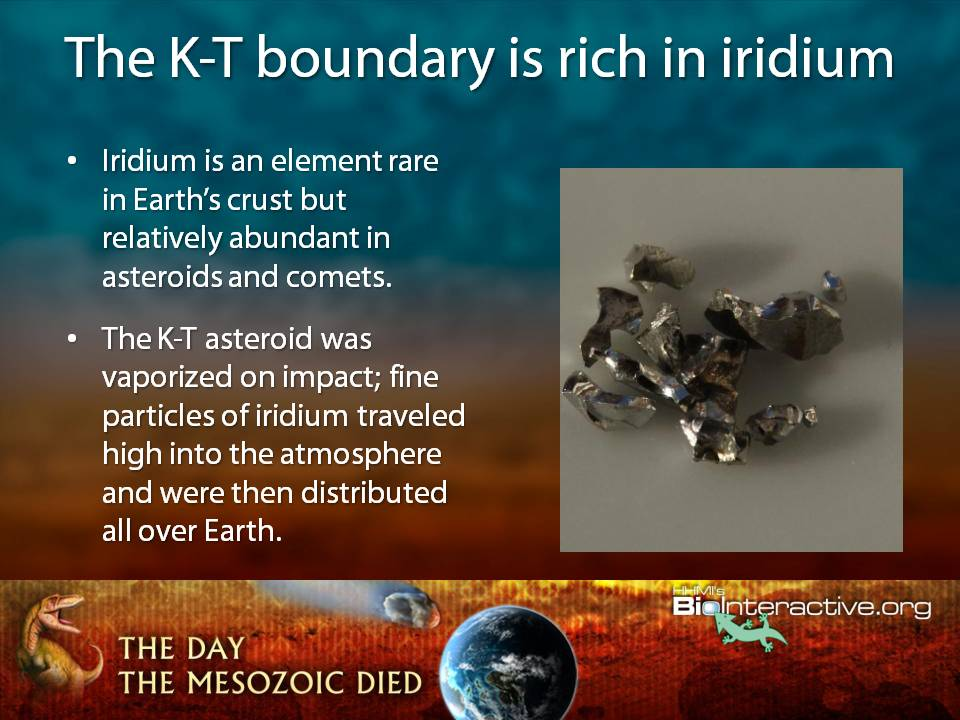 The K-T boundary is rich in iridium
• Iridium is an element rare
in Earth’s crust but
relatively abundant in
asteroids and comets.
• The K-T asteroid was
vaporized on impact; fine
particles of iridium traveled
high into the atmosphere
and were then distributed
all over Earth.
HHMI's
BioInteractive.org
THE DAY
THE MESOZOIC DIED